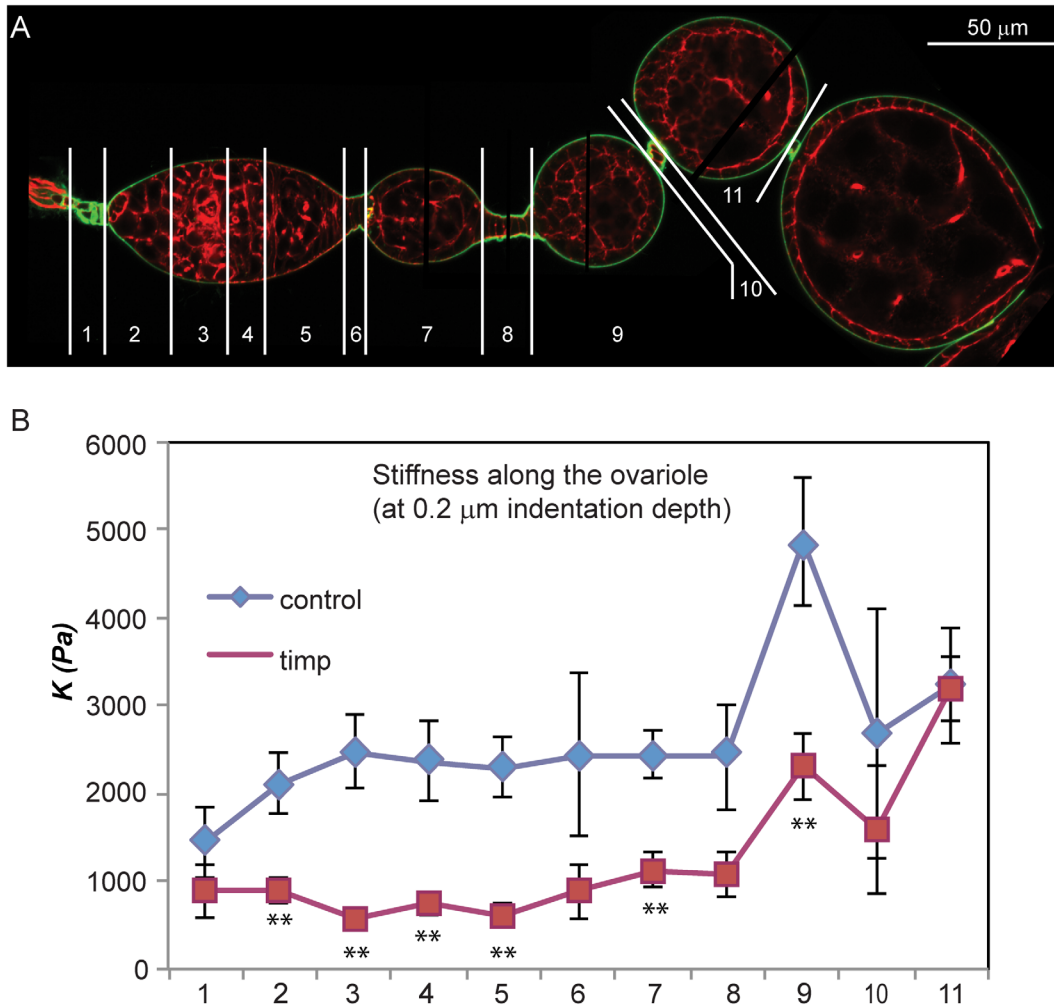 A
50 μm
11
10
1 2 3 4 5 6 7 8 9
B
6000
Stiffness along the ovariole
(at 0.2 μm indentation depth)
5000
control
4000
timp
K (Pa)
3000
2000
**
1000
** ** ** ** **
0
1 2 3 4 5 6 7 8 9 10 11